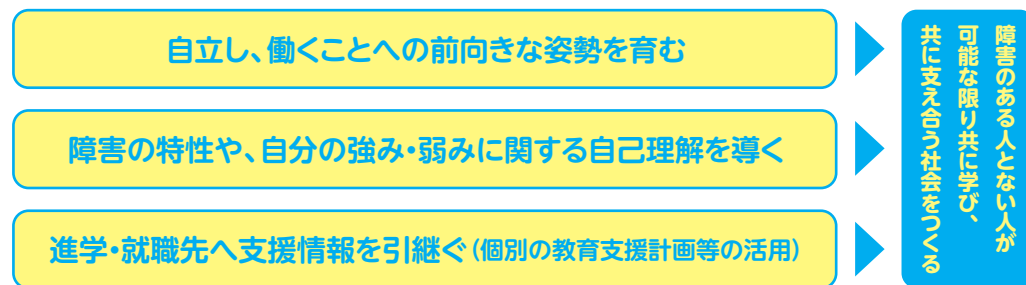 自立し、働くことへの前向きな姿勢を育む
障害の特性や、自分の強み・弱みに関する自己理解を導く
進学・就職先へ支援情報を引継ぐ(個別の教育支援計画等の活用)
障害のある人とない人が
可能な限り共に学び、
共に支え合う社会をつくる